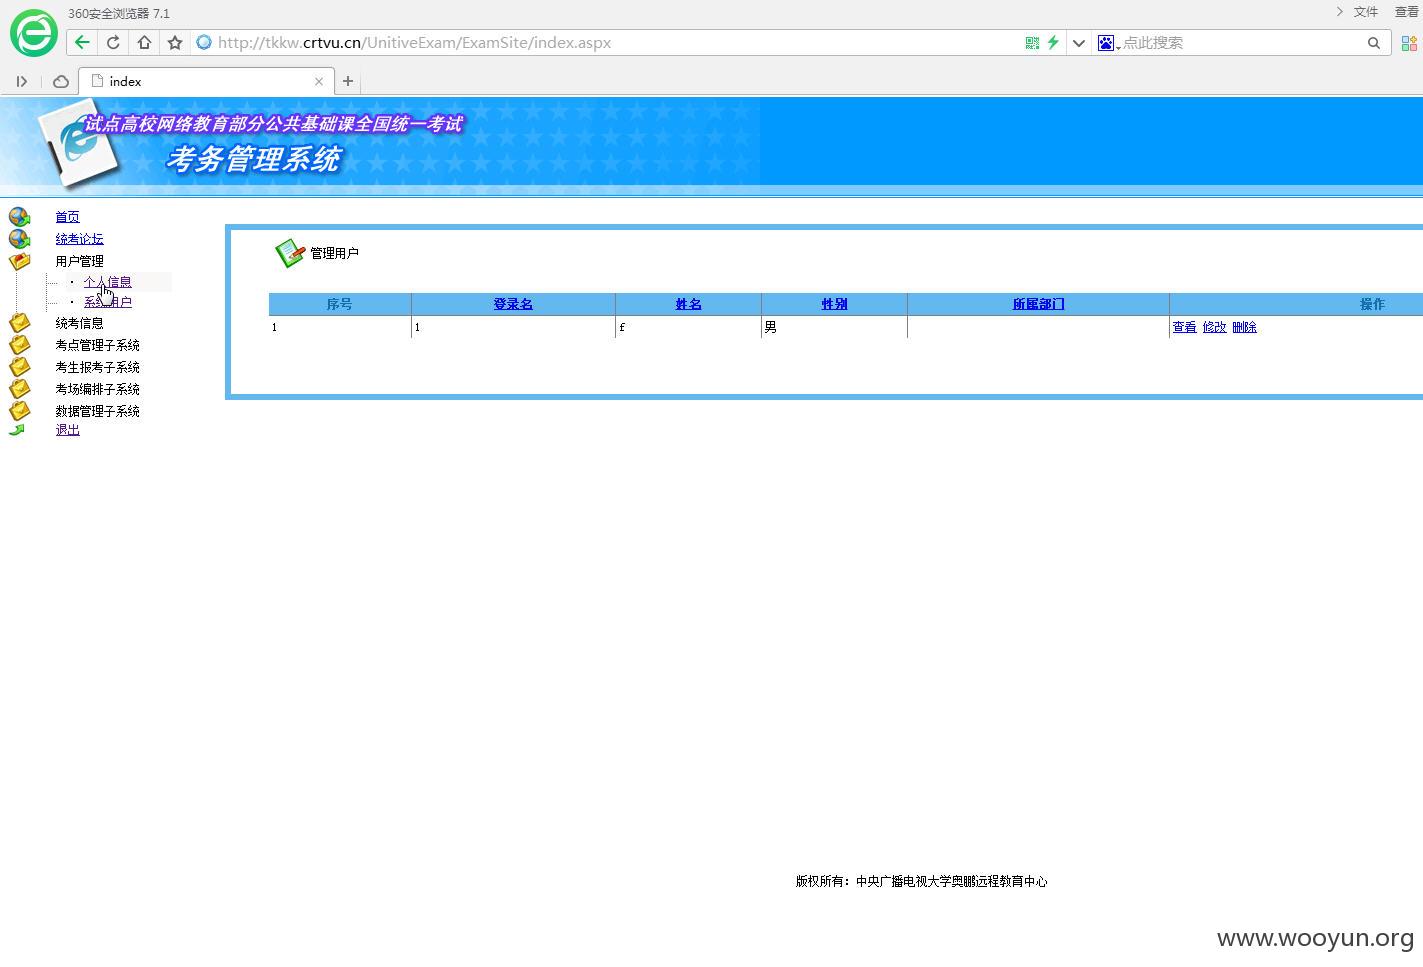 360安全浏览器 7.1
文件 查看
http://tkkw.crtvu.cn/UnitiveExam/ExamSite/index.aspx
点此搜索
index
试点高校网络教育部分公共基础课全国统一考试
考务管理系统
首页
统考论坛
用户管理
个人信息
系统用户
统考信息
考点管理子系统
考生报考子系统
考场编排子系统
数据管理子系统
退出
管理用户
序号 登录名 姓名 性别 所属部门 操作
1 1 f 男 查看 修改 删除
版权所有：中央广播电视大学奥鹏远程教育中心
www.wooyun.org